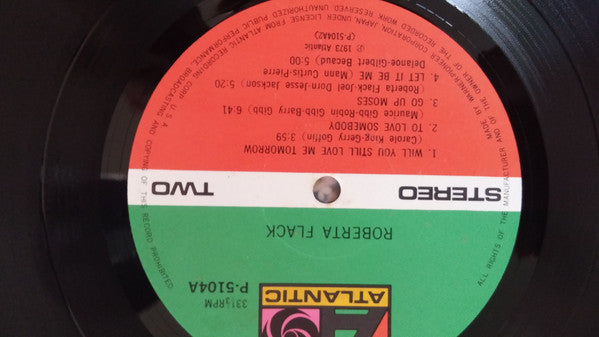 ATLANTIC
33⅓RPM
P-5104A
ROBERTA FLACK
STEREO
TWO
1. WILL YOU STILL LOVE ME TOMORROW
(Carole King-Gerry Goffin) 3:59
2. TO LOVE SOMEBODY
(Maurice Gibb-Robin Gibb-Barry Gibb) 6:41
3. GO UP MOSES
(Roberta Flack-Joel Dorn-Jesse Jackson) 5:20
4. LET IT BE ME (Mann Curtis-Pierre
Delanoe-Gilbert Becaud) 5:00
Ⓟ 1973 Atlantic
(P-5104A2)
MADE BY WARNER-PIONEER CORPORATION JAPAN UNDER LICENSE FROM ATLANTIC RECORDING CORP. U.S.A.
ALL RIGHTS OF THE MANUFACTURER AND OF THE OWNER OF THE RECORDED WORK RESERVED UNAUTHORIZED PUBLIC PERFORMANCE, BROADCASTING AND COPYING OF THIS RECORD PROHIBITED.